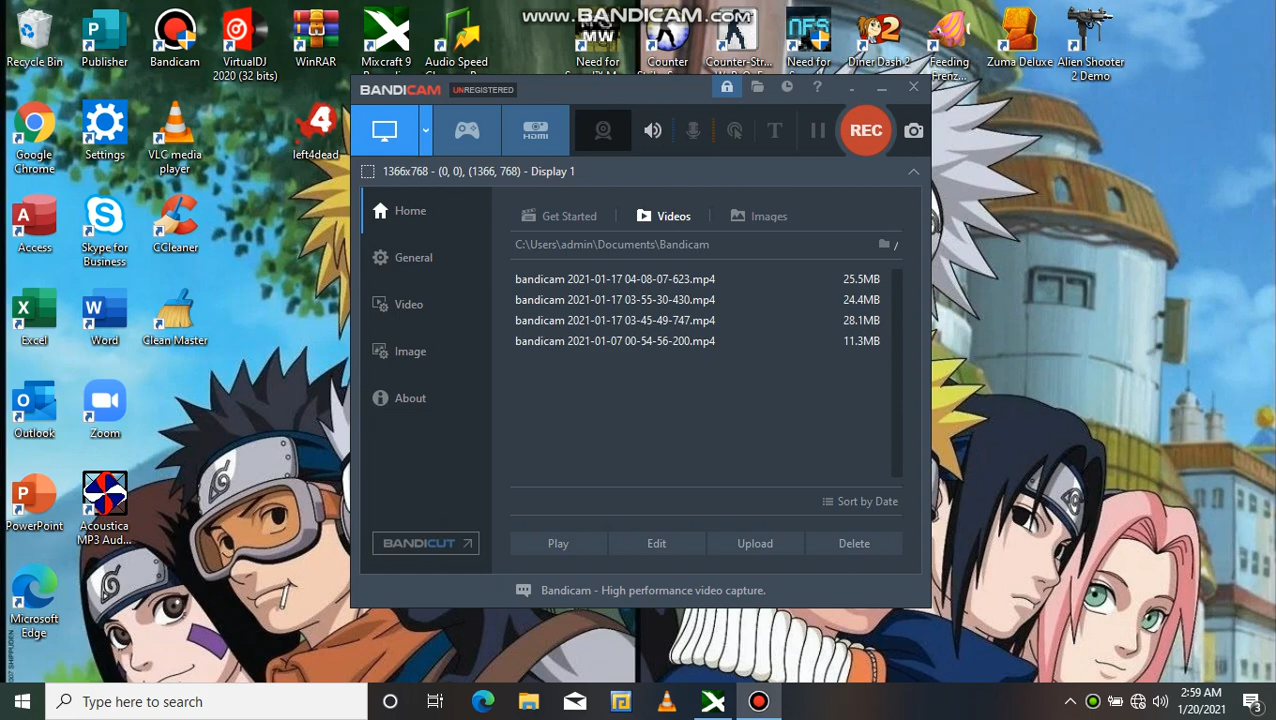 www.BANDICAM.com
Recycle Bin
Publisher
Bandicam
VirtualDJ
2020 (32 bits)
WinRAR
Mixcraft 9
Audio Speed
Need for
Counter
Counter-Str...
Need for
Diner Dash 2
Feeding
Frenz...
Zuma Deluxe
Alien Shooter
2 Demo
Google
Chrome
Settings
VLC media
player
left4dead
Access
Skype for
Business
CCleaner
Excel
Word
Clean Master
Outlook
Zoom
PowerPoint
Acoustica
MP3 Aud...
Microsoft
Edge
BANDICAM UNREGISTERED
HDMI
REC
1366x768 - (0, 0), (1366, 768) - Display 1
Home
General
Video
Image
About
BANDICUT
Get Started
Videos
Images
C:\Users\admin\Documents\Bandicam
bandicam 2021-01-17 04-08-07-623.mp4 25.5MB
bandicam 2021-01-17 03-55-30-430.mp4 24.4MB
bandicam 2021-01-17 03-45-49-747.mp4 28.1MB
bandicam 2021-01-07 00-54-56-200.mp4 11.3MB
Sort by Date
Play
Edit
Upload
Delete
Bandicam - High performance video capture.
Type here to search
2:59 AM
1/20/2021
3